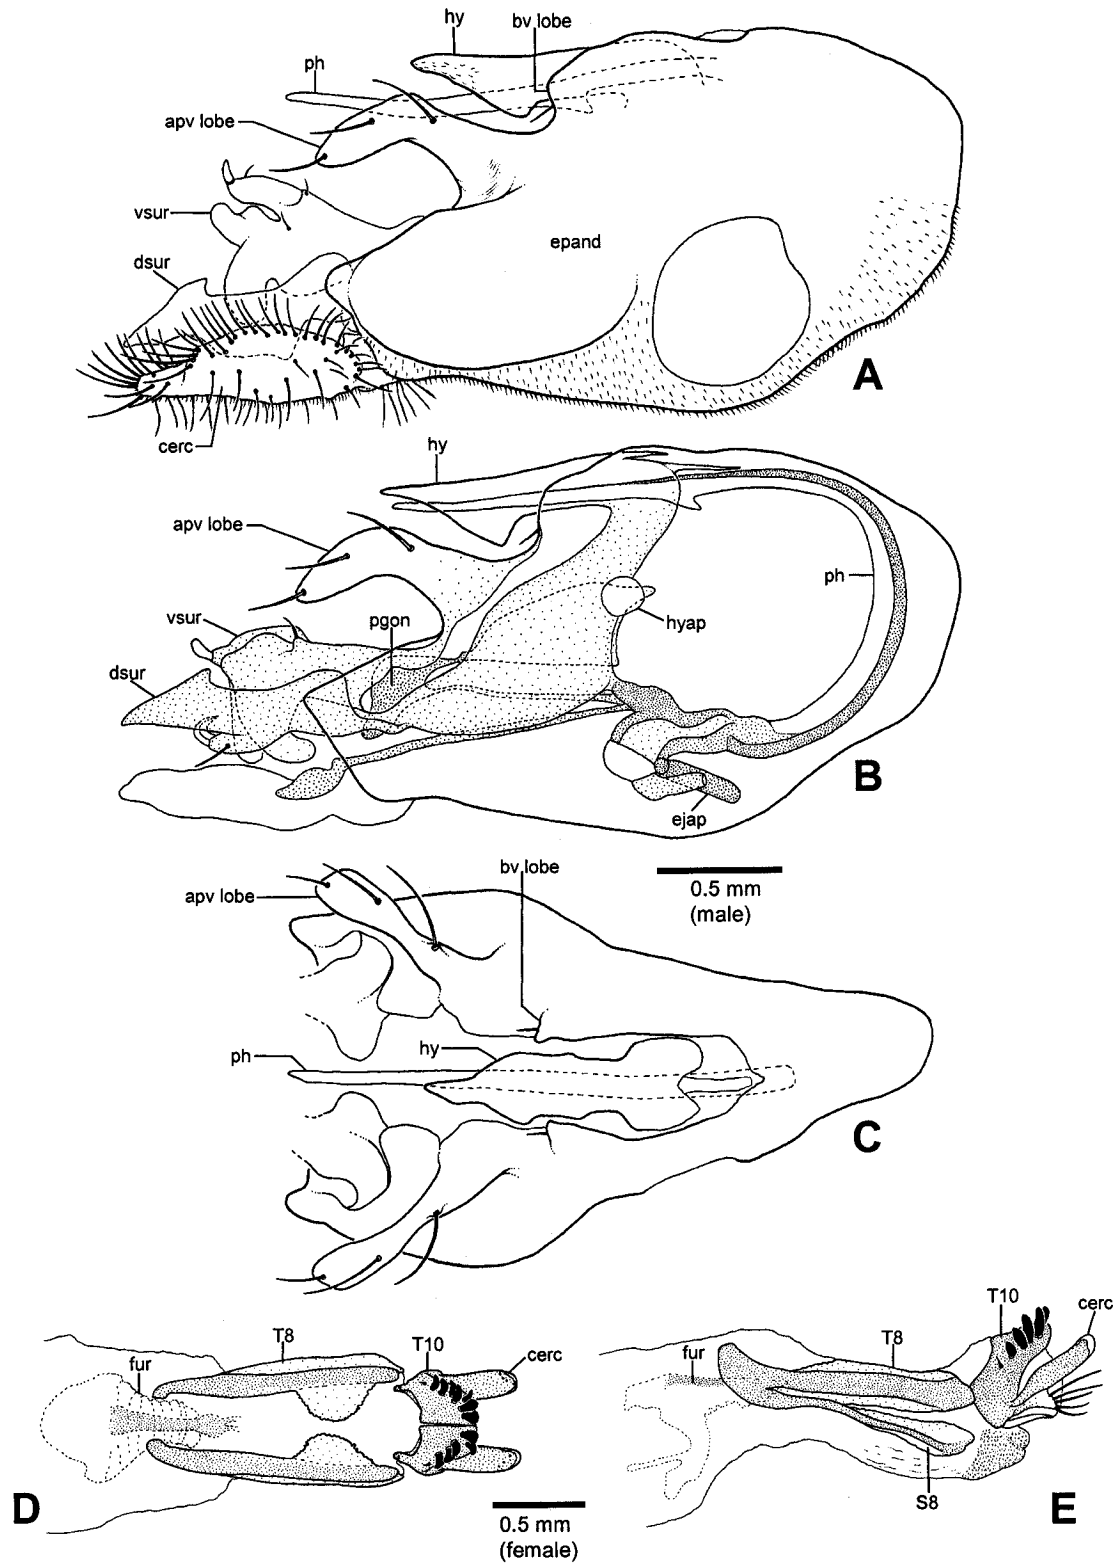 hy
bv lobe
ph
apv lobe
vsur
dsur
epand
A
cerc
hy
apv lobe
ph
pgon
hyap
vsur
dsur
B
ejap
bv lobe
0.5 mm
(male)
apv lobe
hy
ph
C
T10
cerc
T8
T10
T8
fur
cerc
fur
D
S8
E
0.5 mm
(female)